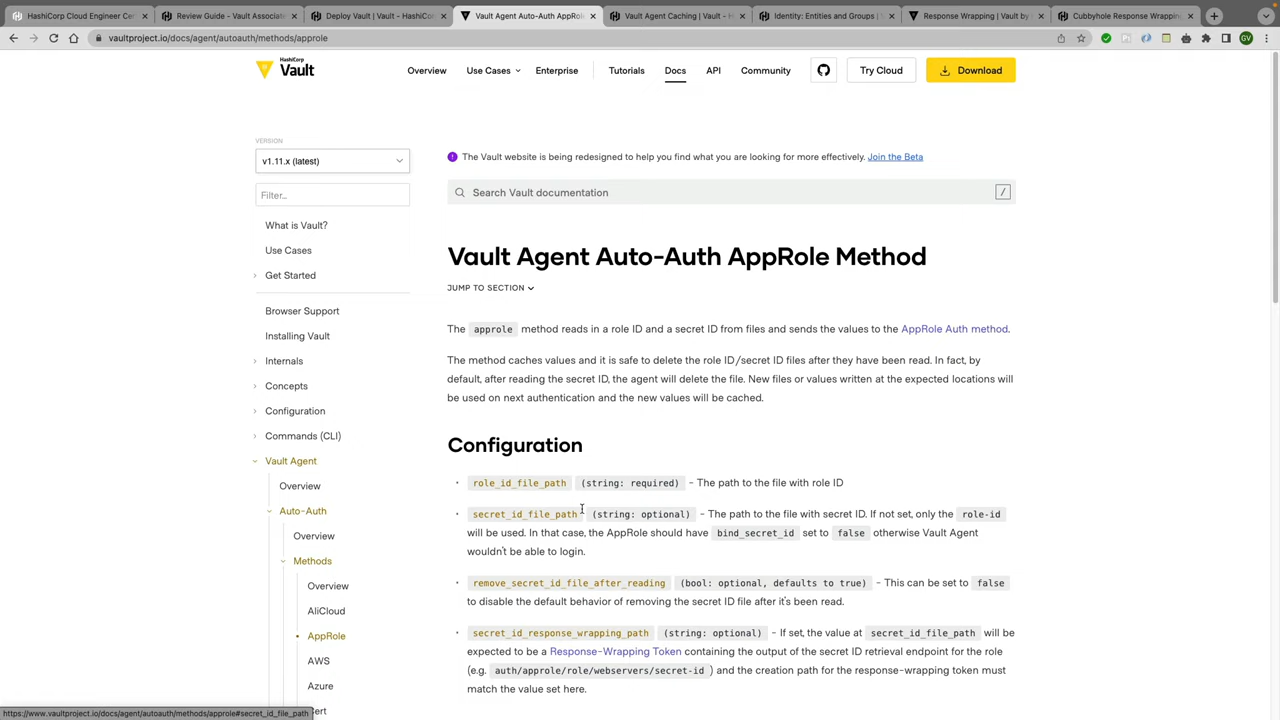 HashiCorp Cloud Engineer Cer
Review Guide - Vault Associat
Deploy Vault | Vault - HashiCor
Vault Agent Auto-Auth AppRol
Vault Agent Caching | Vault - H
Identity: Entities and Groups |
Response Wrapping | Vault by
Cubbyhole Response Wrapping
vaultproject.io/docs/agent/autoauth/methods/approle
GV
HashiCorp
Vault
Overview
Use Cases
Enterprise
Tutorials
Docs
API
Community
Try Cloud
Download
VERSION
v1.11.x (latest)
Filter...
What is Vault?
Use Cases
Get Started
Browser Support
Installing Vault
Internals
Concepts
Configuration
Commands (CLI)
Vault Agent
Overview
Auto-Auth
Overview
Methods
Overview
AliCloud
AppRole
AWS
Azure
Cert
The Vault website is being redesigned to help you find what you are looking for more effectively. Join the Beta
Search Vault documentation
/
Vault Agent Auto-Auth AppRole Method
JUMP TO SECTION
The approle method reads in a role ID and a secret ID from files and sends the values to the AppRole Auth method.
The method caches values and it is safe to delete the role ID/secret ID files after they have been read. In fact, by
default, after reading the secret ID, the agent will delete the file. New files or values written at the expected locations will
be used on next authentication and the new values will be cached.
Configuration
• role_id_file_path (string: required) - The path to the file with role ID
• secret_id_file_path (string: optional) - The path to the file with secret ID. If not set, only the role-id
will be used. In that case, the AppRole should have bind_secret_id set to false otherwise Vault Agent
wouldn't be able to login.
• remove_secret_id_file_after_reading (bool: optional, defaults to true) - This can be set to false
to disable the default behavior of removing the secret ID file after it's been read.
• secret_id_response_wrapping_path (string: optional) - If set, the value at secret_id_file_path will be
expected to be a Response-Wrapping Token containing the output of the secret ID retrieval endpoint for the role
(e.g. auth/approle/role/webservers/secret-id) and the creation path for the response-wrapping token must
match the value set here.
https://www.vaultproject.io/docs/agent/autoauth/methods/approle#secret_id_file_path